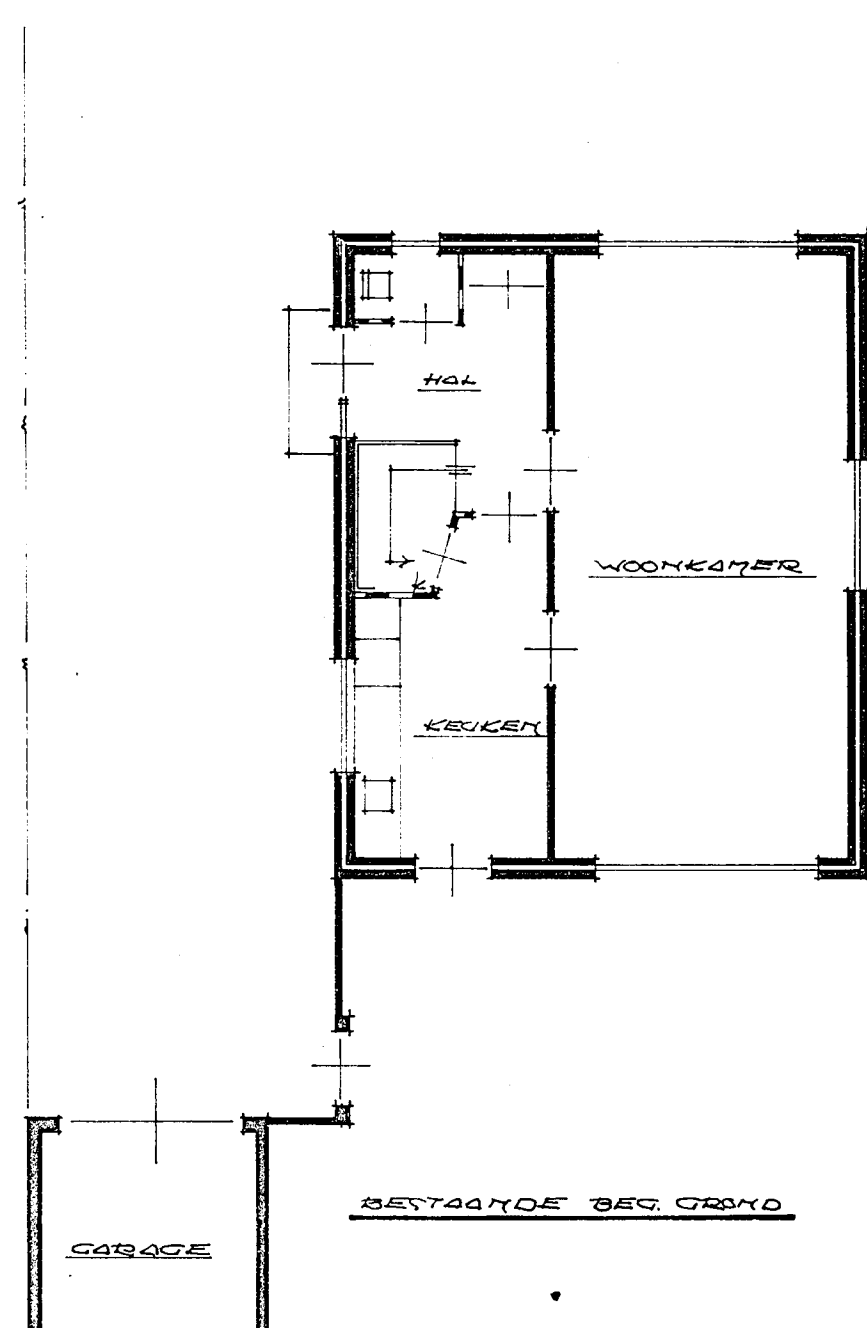 HAL
WOONKAMER
K
KEUKEN
BESTAANDE BEG. GROND
GARAGE